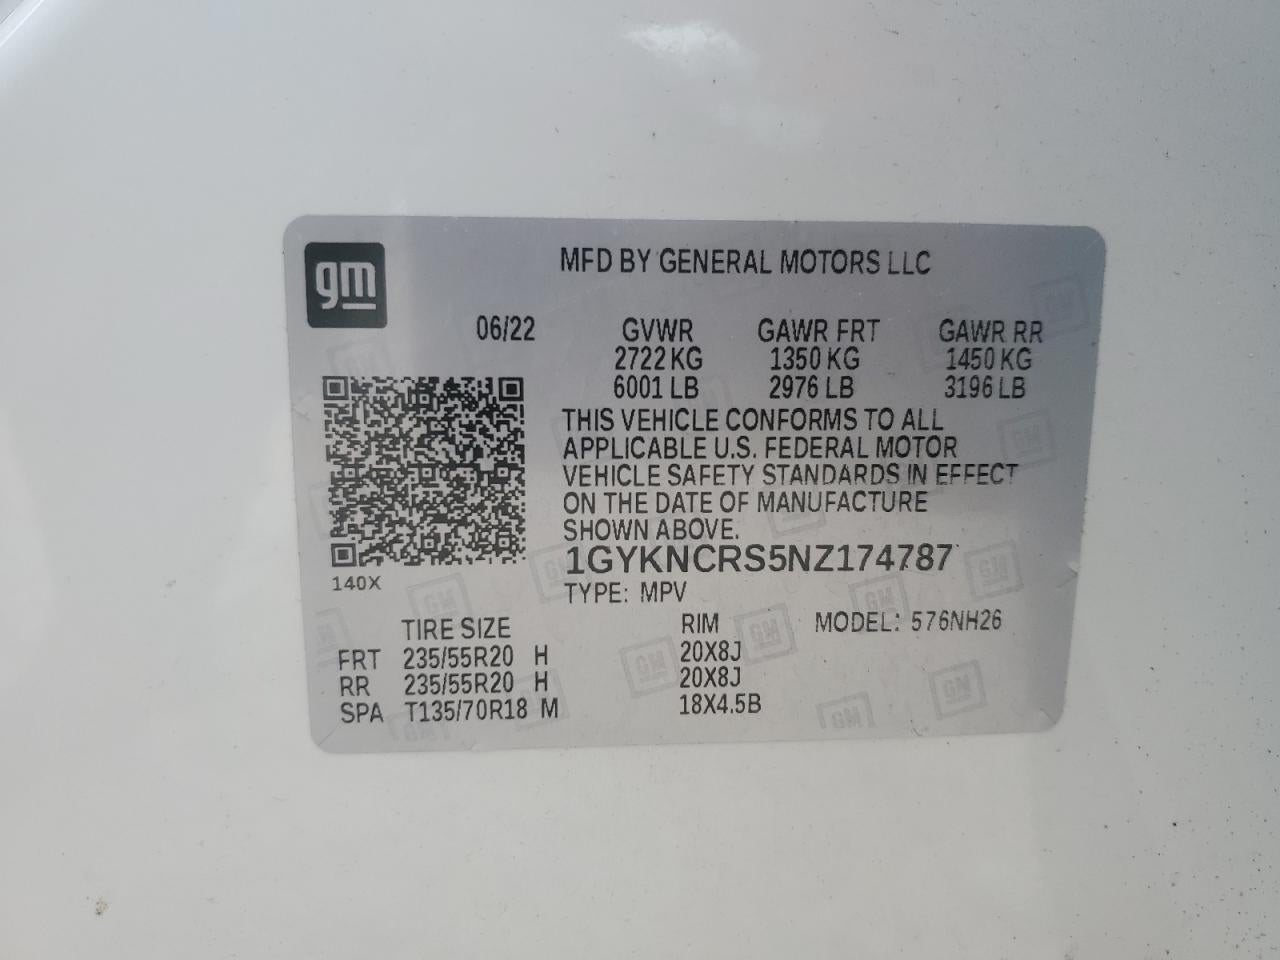 gm
MFD BY GENERAL MOTORS LLC
06/22 GVWR GAWR FRT GAWR RR
2722 KG 1350 KG 1450 KG
6001 LB 2976 LB 3196 LB
THIS VEHICLE CONFORMS TO ALL
APPLICABLE U.S. FEDERAL MOTOR
VEHICLE SAFETY STANDARDS IN EFFECT
ON THE DATE OF MANUFACTURE
SHOWN ABOVE.
1GYKNCRS5NZ174787
140X
TYPE: MPV
TIRE SIZE RIM MODEL: 576NH26
FRT 235/55R20 H 20X8J
RR 235/55R20 H 20X8J
SPA T135/70R18 M 18X4.5B